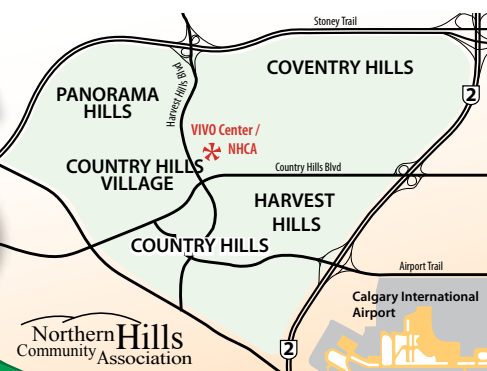 Stoney Trail
COVENTRY HILLS
Harvest Hills Blvd
PANORAMA
HILLS
2
VIVO Center /
NHCA
COUNTRY HILLS
VILLAGE
Country Hills Blvd
HARVEST
HILLS
COUNTRY HILLS
Airport Trail
Calgary International
Airport
Northern Hills
Community Association
2